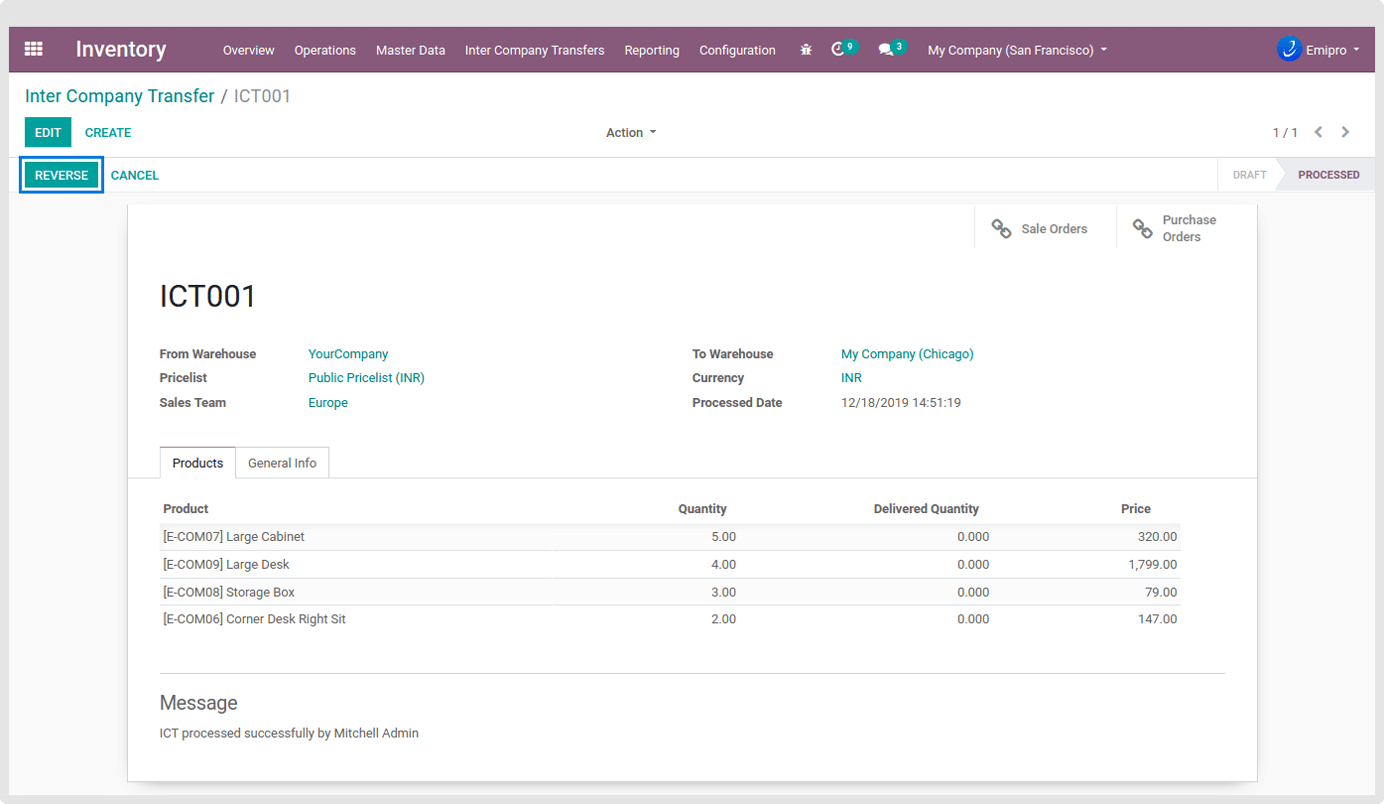 Inventory Overview Operations Master Data Inter Company Transfers Reporting Configuration 9 3 My Company (San Francisco) Emipro
Inter Company Transfer / ICT001
EDIT CREATE Action 1 / 1
REVERSE CANCEL DRAFT PROCESSED
Sale Orders
Purchase
Orders
ICT001
From Warehouse YourCompany To Warehouse My Company (Chicago)
Pricelist Public Pricelist (INR) Currency INR
Sales Team Europe Processed Date 12/18/2019 14:51:19
Products General Info
Product Quantity Delivered Quantity Price
[E-COM07] Large Cabinet 5.00 0.000 320.00
[E-COM09] Large Desk 4.00 0.000 1,799.00
[E-COM08] Storage Box 3.00 0.000 79.00
[E-COM06] Corner Desk Right Sit 2.00 0.000 147.00
Message
ICT processed successfully by Mitchell Admin